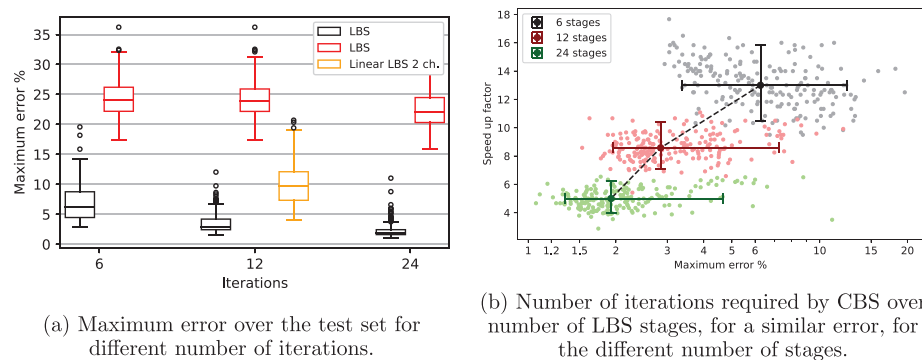 35
30
25
20
15
10
5
0
Maximum error %
6
12
24
Iterations
LBS
LBS
Linear LBS 2 ch.
(a) Maximum error over the test set for
different number of iterations.
18
16
14
12
10
8
6
4
Speed up factor
1 1.2 1.5 2 3 4 5 6 10 15 20
Maximum error %
6 stages
12 stages
24 stages
(b) Number of iterations required by CBS over
number of LBS stages, for a similar error, for
the different number of stages.